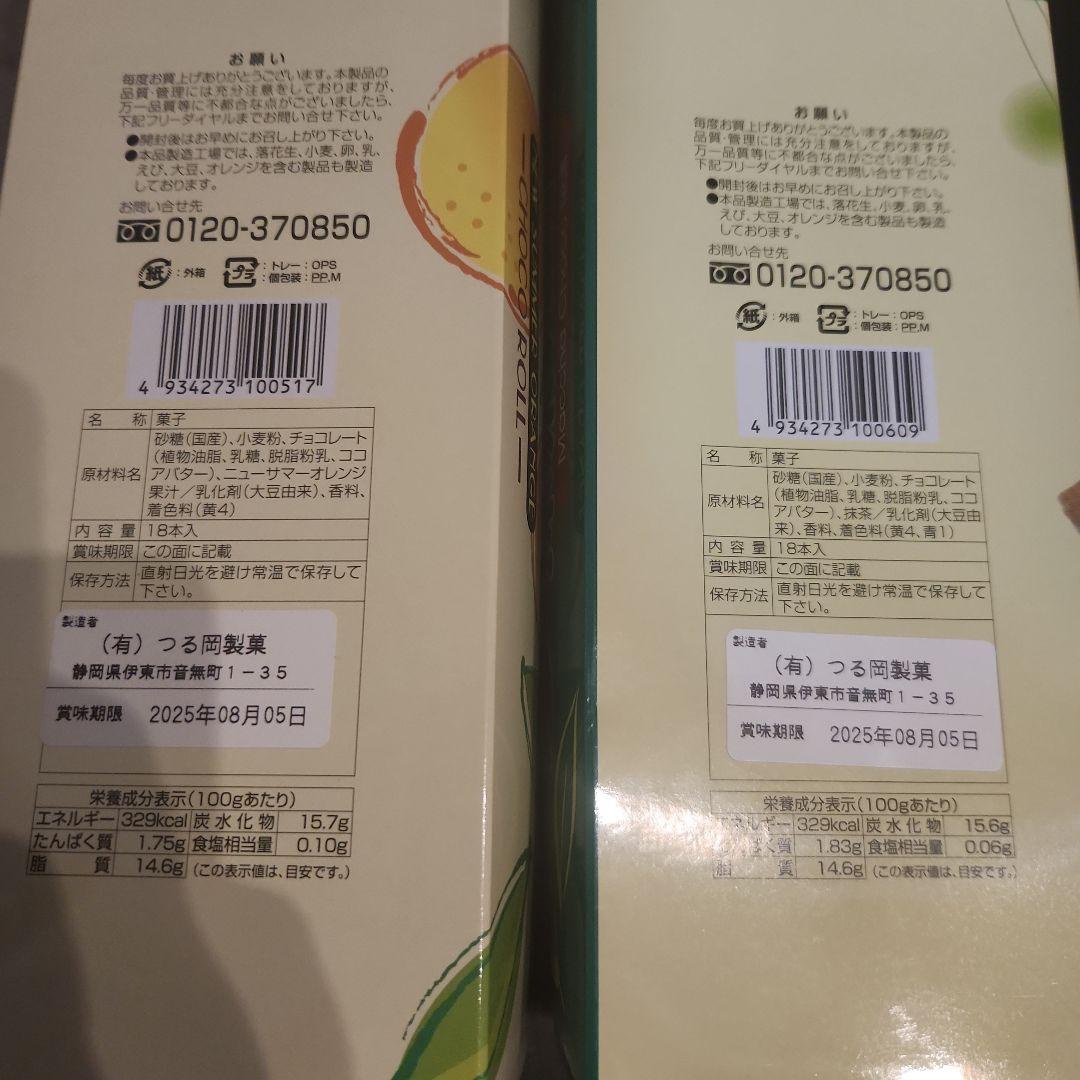 お願い
毎度お買上げありがとうございます。本製品の
品質・管理には充分注意をしておりますが、
万一品質等に不都合な点がございましたら、
下記フリーダイヤルまでお問い合せ下さい。
●開封後はお早めにお召し上がり下さい。
●本品製造工場では、落花生、小麦、卵、乳、
えび、大豆、オレンジを含む製品も製造
しております。
お問い合せ先
0120-370850
紙：外箱 プラ：トレー：OPS
：個包装：PP,M
4 934273 100517
名 称 菓子
原材料名 砂糖（国産）、小麦粉、チョコレート
（植物油脂、乳糖、脱脂粉乳、ココ
アバター）、ニューサマーオレンジ
果汁／乳化剤（大豆由来）、香料、
着色料（黄4）
内容量 18本入
賞味期限 この面に記載
保存方法 直射日光を避け常温で保存して
下さい。
製造者
（有）つる岡製菓
静岡県伊東市音無町1－35
賞味期限 2025年08月05日
栄養成分表示（100gあたり）
エネルギー 329kcal 炭水化物 15.7g
たんぱく質 1.75g 食塩相当量 0.10g
脂 質 14.6g （この表示値は、目安です。）
CHOCO ROLL
お願い
毎度お買上げありがとうございます。本製品の
品質・管理には充分注意をしておりますが、
万一品質等に不都合な点がございましたら、
下記フリーダイヤルまでお問い合せ下さい。
●開封後はお早めにお召し上がり下さい。
●本品製造工場では、落花生、小麦、卵、乳、
えび、大豆、オレンジを含む製品も製造
しております。
お問い合せ先
0120-370850
紙：外箱 プラ：トレー：OPS
：個包装：PP,M
4 934273 100609
名 称 菓子
原材料名 砂糖（国産）、小麦粉、チョコレート
（植物油脂、乳糖、脱脂粉乳、ココ
アバター）、抹茶／乳化剤（大豆由
来）、香料、着色料（黄4、青1）
内容量 18本入
賞味期限 この面に記載
保存方法 直射日光を避け常温で保存して
下さい。
製造者
（有）つる岡製菓
静岡県伊東市音無町1－35
賞味期限 2025年08月05日
栄養成分表示（100gあたり）
エネルギー 329kcal 炭水化物 15.6g
ぱく質 1.83g 食塩相当量 0.06g
脂 質 14.6g （この表示値は、目安です。）